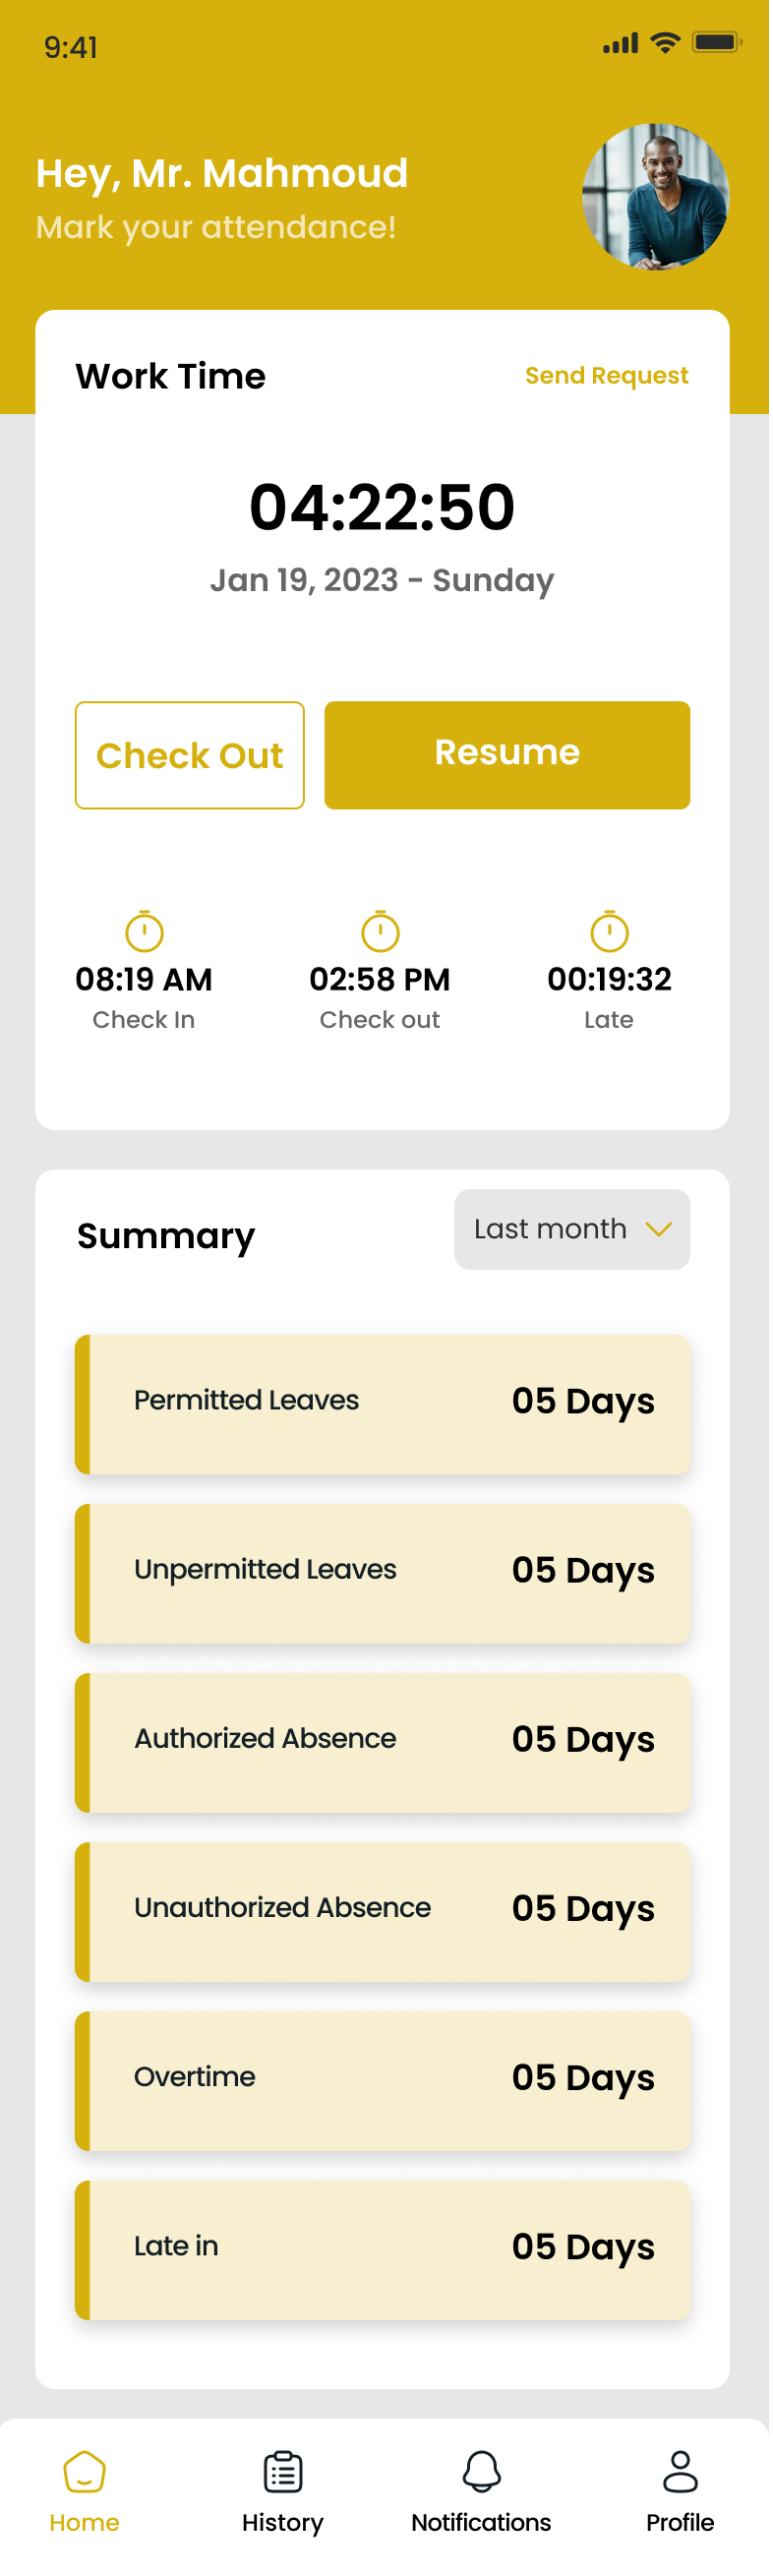 9:41
Hey, Mr. Mahmoud
Mark your attendance!
Work Time
Send Request
04:22:50
Jan 19, 2023 - Sunday
Check Out
Resume
08:19 AM
02:58 PM
00:19:32
Check In
Check out
Late
Summary
Last month
Permitted Leaves
05 Days
Unpermitted Leaves
05 Days
Authorized Absence
05 Days
Unauthorized Absence
05 Days
Overtime
05 Days
Late in
05 Days
Home
History
Notifications
Profile